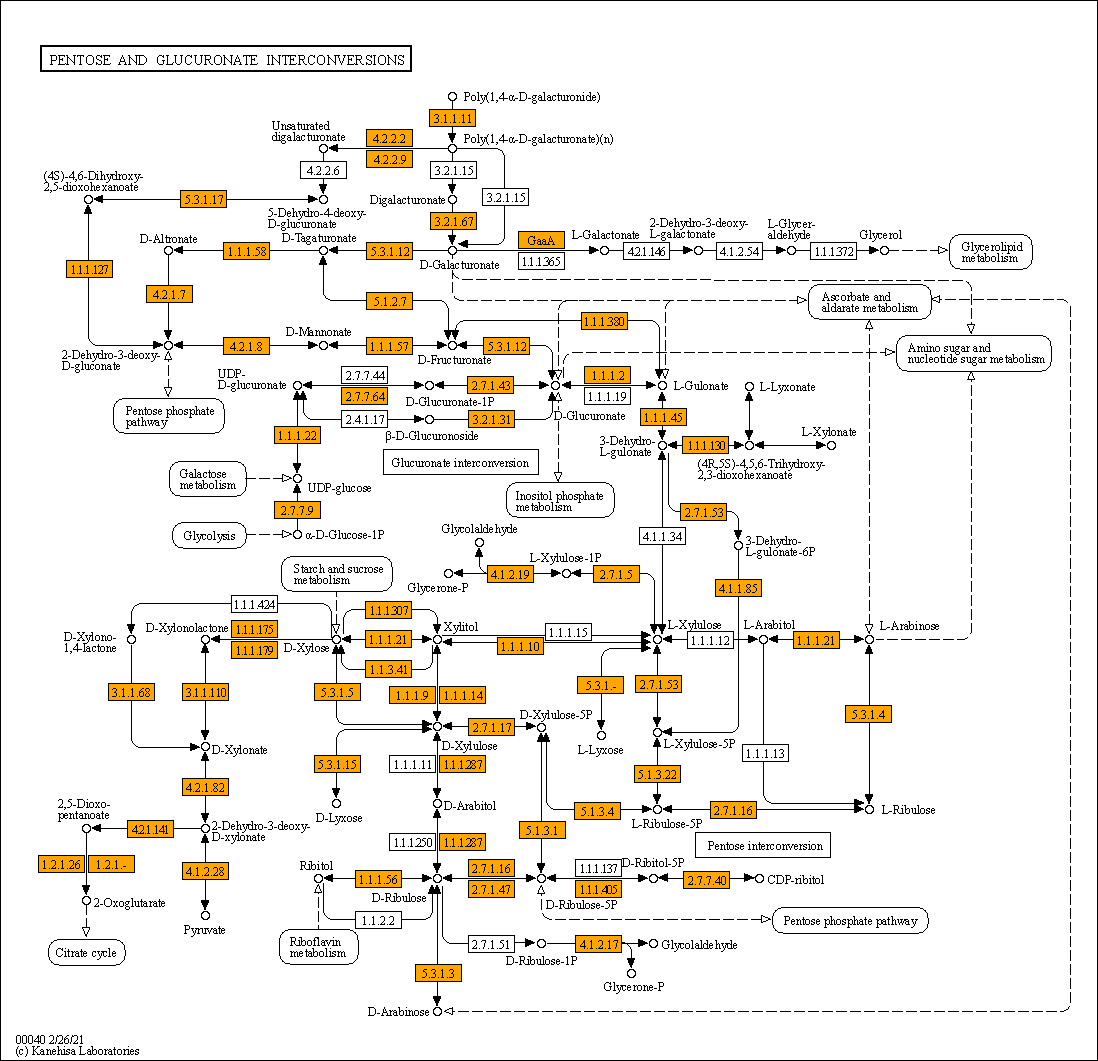 PENTOSE AND GLUCURONATE INTERCONVERSIONS
Poly(1,4-α-D-galacturonide)
3.1.1.11
Unsaturated
digalacturonate
4.2.2.2
Poly(1,4-α-D-galacturonate)(n)
4.2.2.9
4.2.2.6
3.2.1.15
(4S)-4,6-Dihydroxy-
2,5-dioxohexanoate
5.3.1.17
Digalacturonate
3.2.1.15
5-Dehydro-4-deoxy-
D-glucuronate
3.2.1.67
D-Altronate
D-Tagaturonate
GaaA
L-Galactonate
2-Dehydro-3-deoxy-
L-galactonate
L-Glycer-
aldehyde
Glycerol
1.1.1.58
5.3.1.12
D-Galacturonate
1.1.1.365
4.2.1.146
4.1.2.54
1.1.1.372
Glycerolipid
metabolism
1.1.1.127
4.2.1.7
5.1.2.7
Ascorbate and
aldarate metabolism
1.1.1.380
D-Mannonate
2-Dehydro-3-deoxy-
D-gluconate
4.2.1.8
1.1.1.57
D-Fructuronate
5.3.1.12
Amino sugar and
nucleotide sugar metabolism
UDP-
D-glucuronate
2.7.7.44
2.7.7.64
D-Glucuronate-1P
2.7.1.43
1.1.1.2
1.1.1.19
L-Gulonate
L-Lyxonate
Pentose phosphate
pathway
2.4.1.17
β-D-Glucuronoside
3.2.1.31
D-Glucuronate
1.1.1.45
1.1.1.22
3-Dehydro-
L-gulonate
1.1.1.130
L-Xylonate
Glucuronate interconversion
(4R,5S)-4,5,6-Trihydroxy-
2,3-dioxohexanoate
Galactose
metabolism
UDP-glucose
Inositol phosphate
metabolism
2.7.7.9
2.7.1.53
Glycolysis
α-D-Glucose-1P
Glycolaldehyde
4.1.1.34
3-Dehydro-
L-gulonate-6P
Starch and sucrose
metabolism
Glycerone-P
4.1.2.19
L-Xylulose-1P
2.7.1.5
4.1.1.85
1.1.1.424
1.1.1.307
D-Xylono-
1,4-lactone
D-Xylonolactone
1.1.1.175
1.1.1.179
D-Xylose
1.1.1.21
Xylitol
1.1.1.15
1.1.1.10
L-Xylulose
1.1.1.12
L-Arabitol
1.1.1.21
L-Arabinose
1.1.3.41
3.1.1.68
3.1.1.110
5.3.1.5
1.1.1.9
1.1.1.14
5.3.1.-
2.7.1.53
5.3.1.4
D-Xylonate
D-Xylulose
2.7.1.17
D-Xylulose-5P
L-Lyxose
L-Xylulose-5P
5.3.1.15
1.1.1.11
1.1.1.287
5.1.3.22
1.1.1.13
4.2.1.82
D-Lyxose
D-Arabitol
5.1.3.4
L-Ribulose-5P
2.7.1.16
L-Ribulose
2,5-Dioxo-
pentanoate
4.2.1.141
2-Dehydro-3-deoxy-
D-xylonate
1.1.1.250
1.1.1.287
5.1.3.1
Pentose interconversion
1.2.1.26
1.2.1.-
4.1.2.28
Ribitol
1.1.1.56
D-Ribulose
2.7.1.16
2.7.1.47
D-Ribulose-5P
1.1.1.137
1.1.1.405
D-Ribitol-5P
2.7.7.40
CDP-ribitol
2-Oxoglutarate
Pyruvate
1.1.2.2
Pentose phosphate pathway
Citrate cycle
Riboflavin
metabolism
2.7.1.51
D-Ribulose-1P
4.1.2.17
Glycolaldehyde
5.3.1.3
Glycerone-P
D-Arabinose
00040 2/26/21
(c) Kanehisa Laboratories